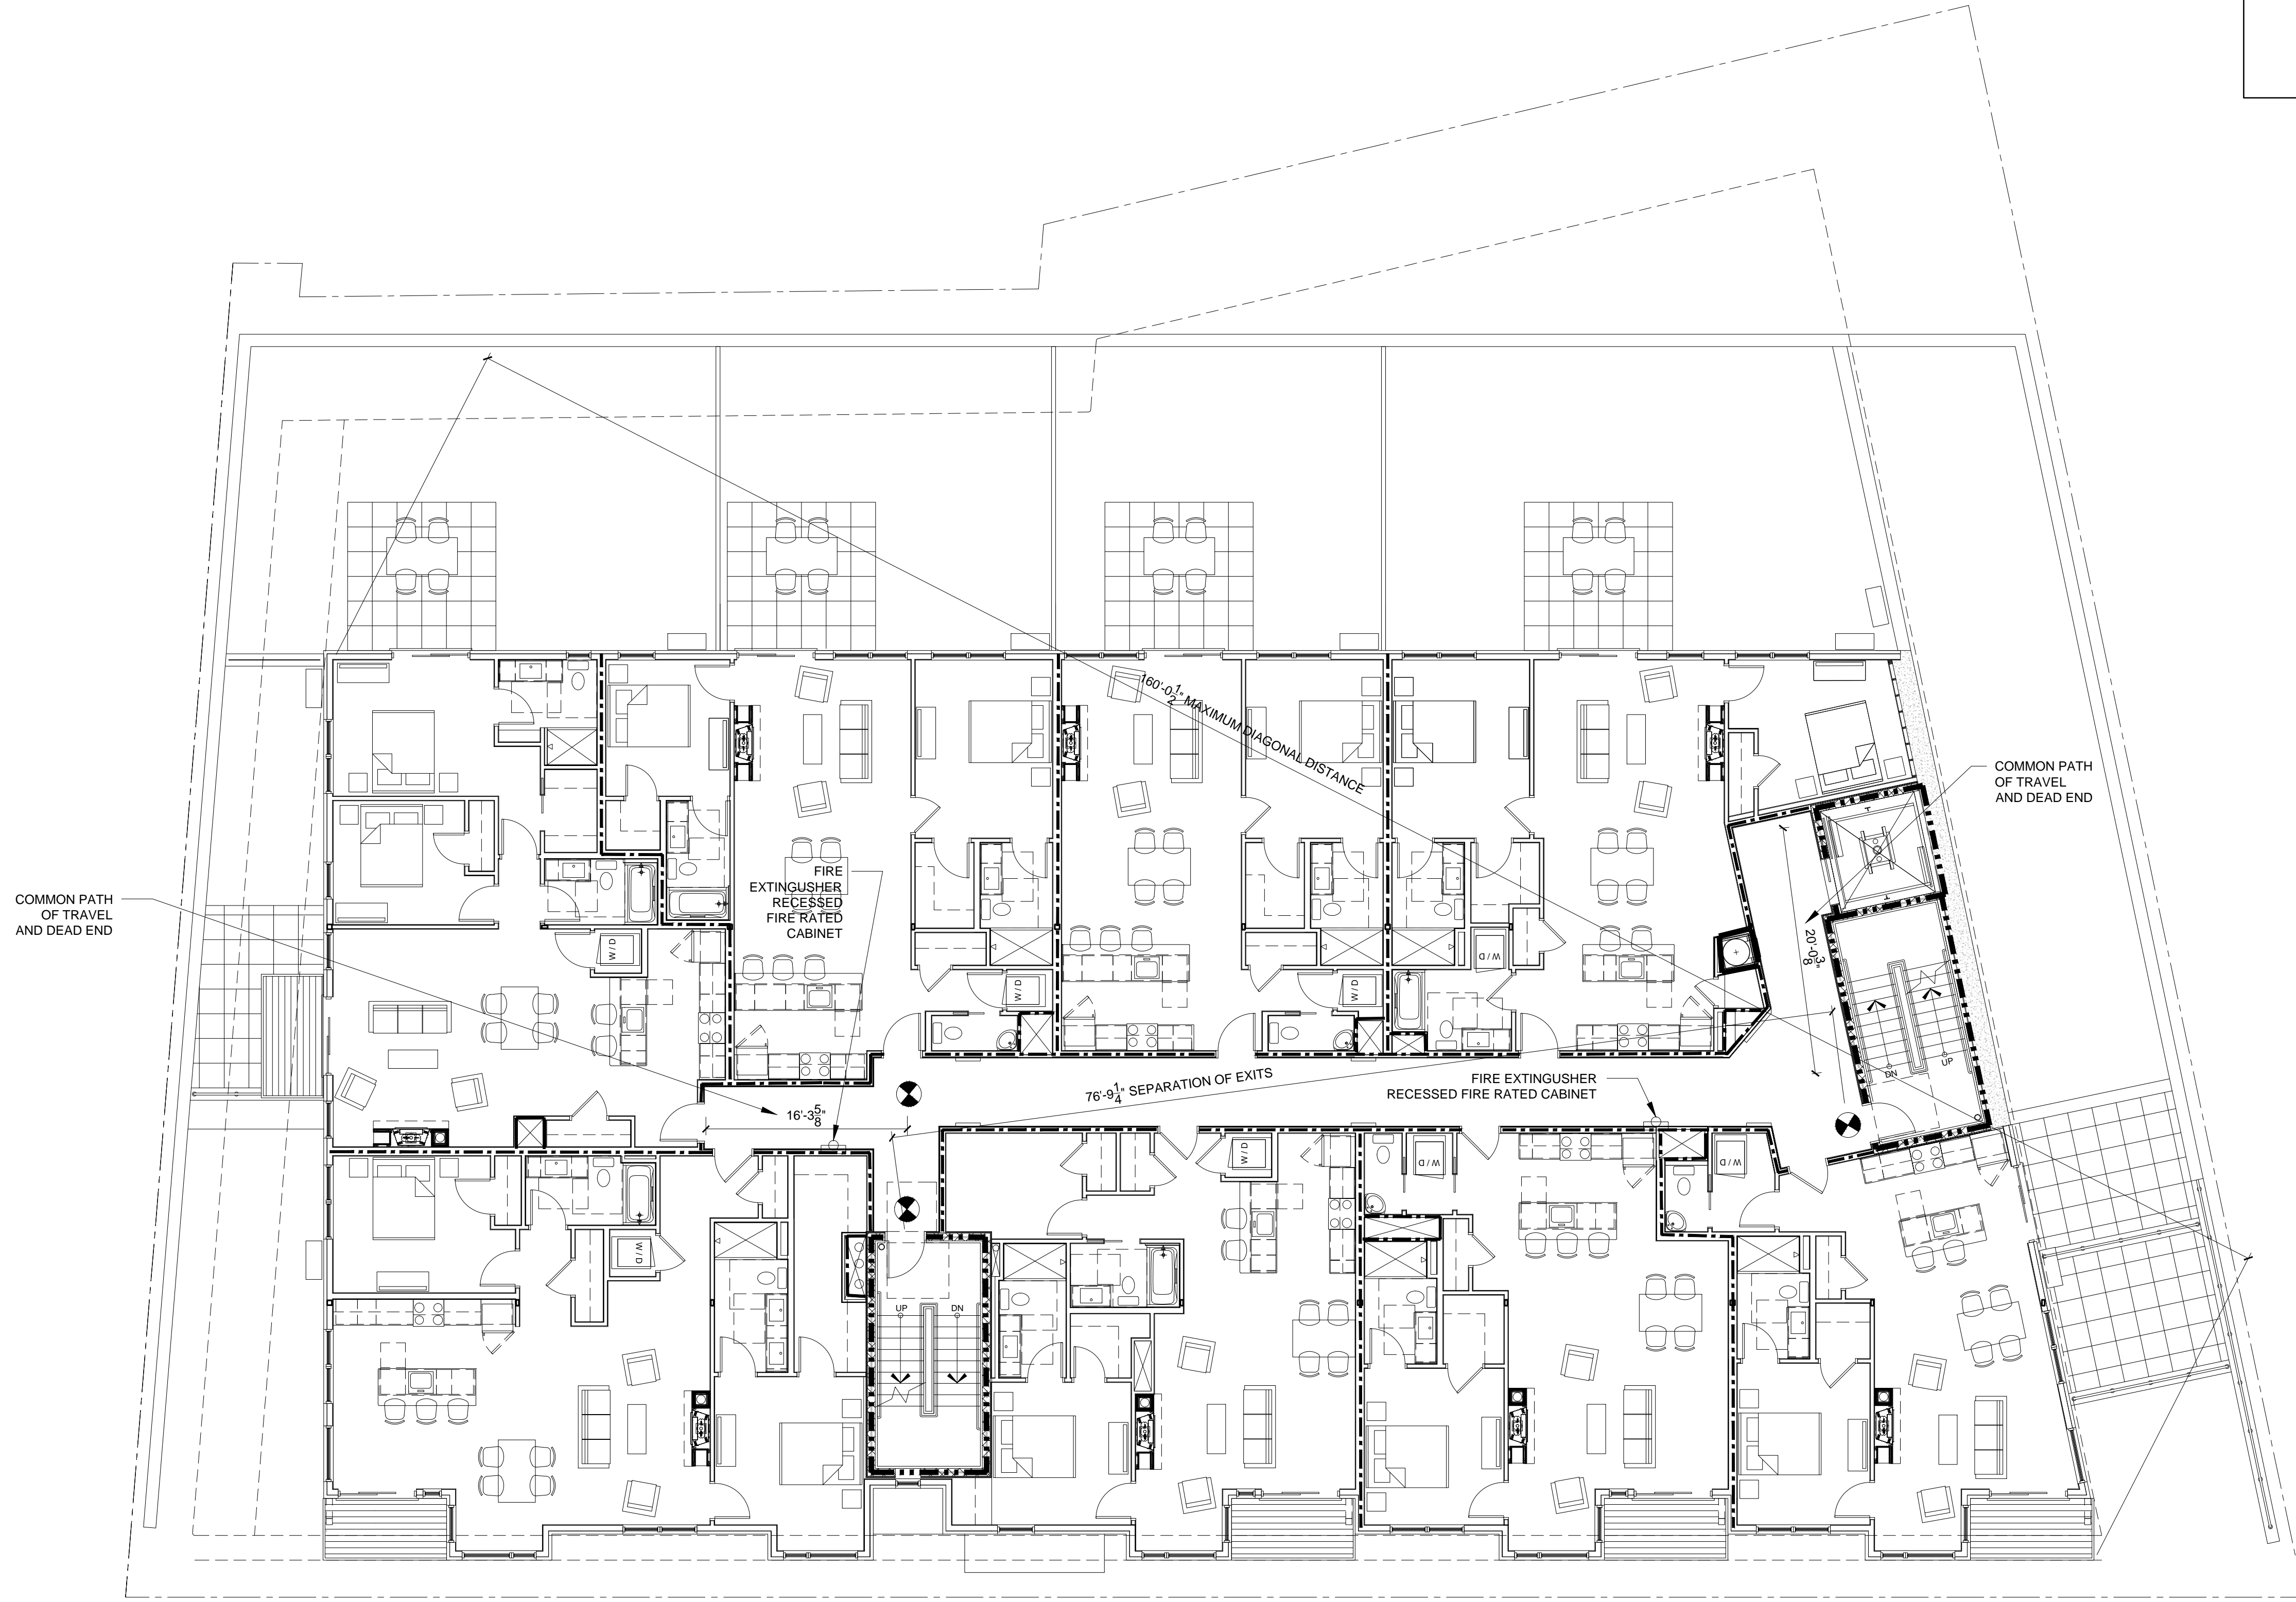 160'-0 1/2" MAXIMUM DIAGONAL DISTANCE
COMMON PATH
OF TRAVEL
AND DEAD END
FIRE
EXTINGUSHER
RECESSED
FIRE RATED
CABINET
COMMON PATH
OF TRAVEL
AND DEAD END
W / D
W / D
W / D
W / D
20'-0 3/8"
DN
UP
76'-9 1/4" SEPARATION OF EXITS
FIRE EXTINGUSHER
RECESSED FIRE RATED CABINET
16'-3 5/8"
W / D
W / D
W / D
W / D
UP
DN